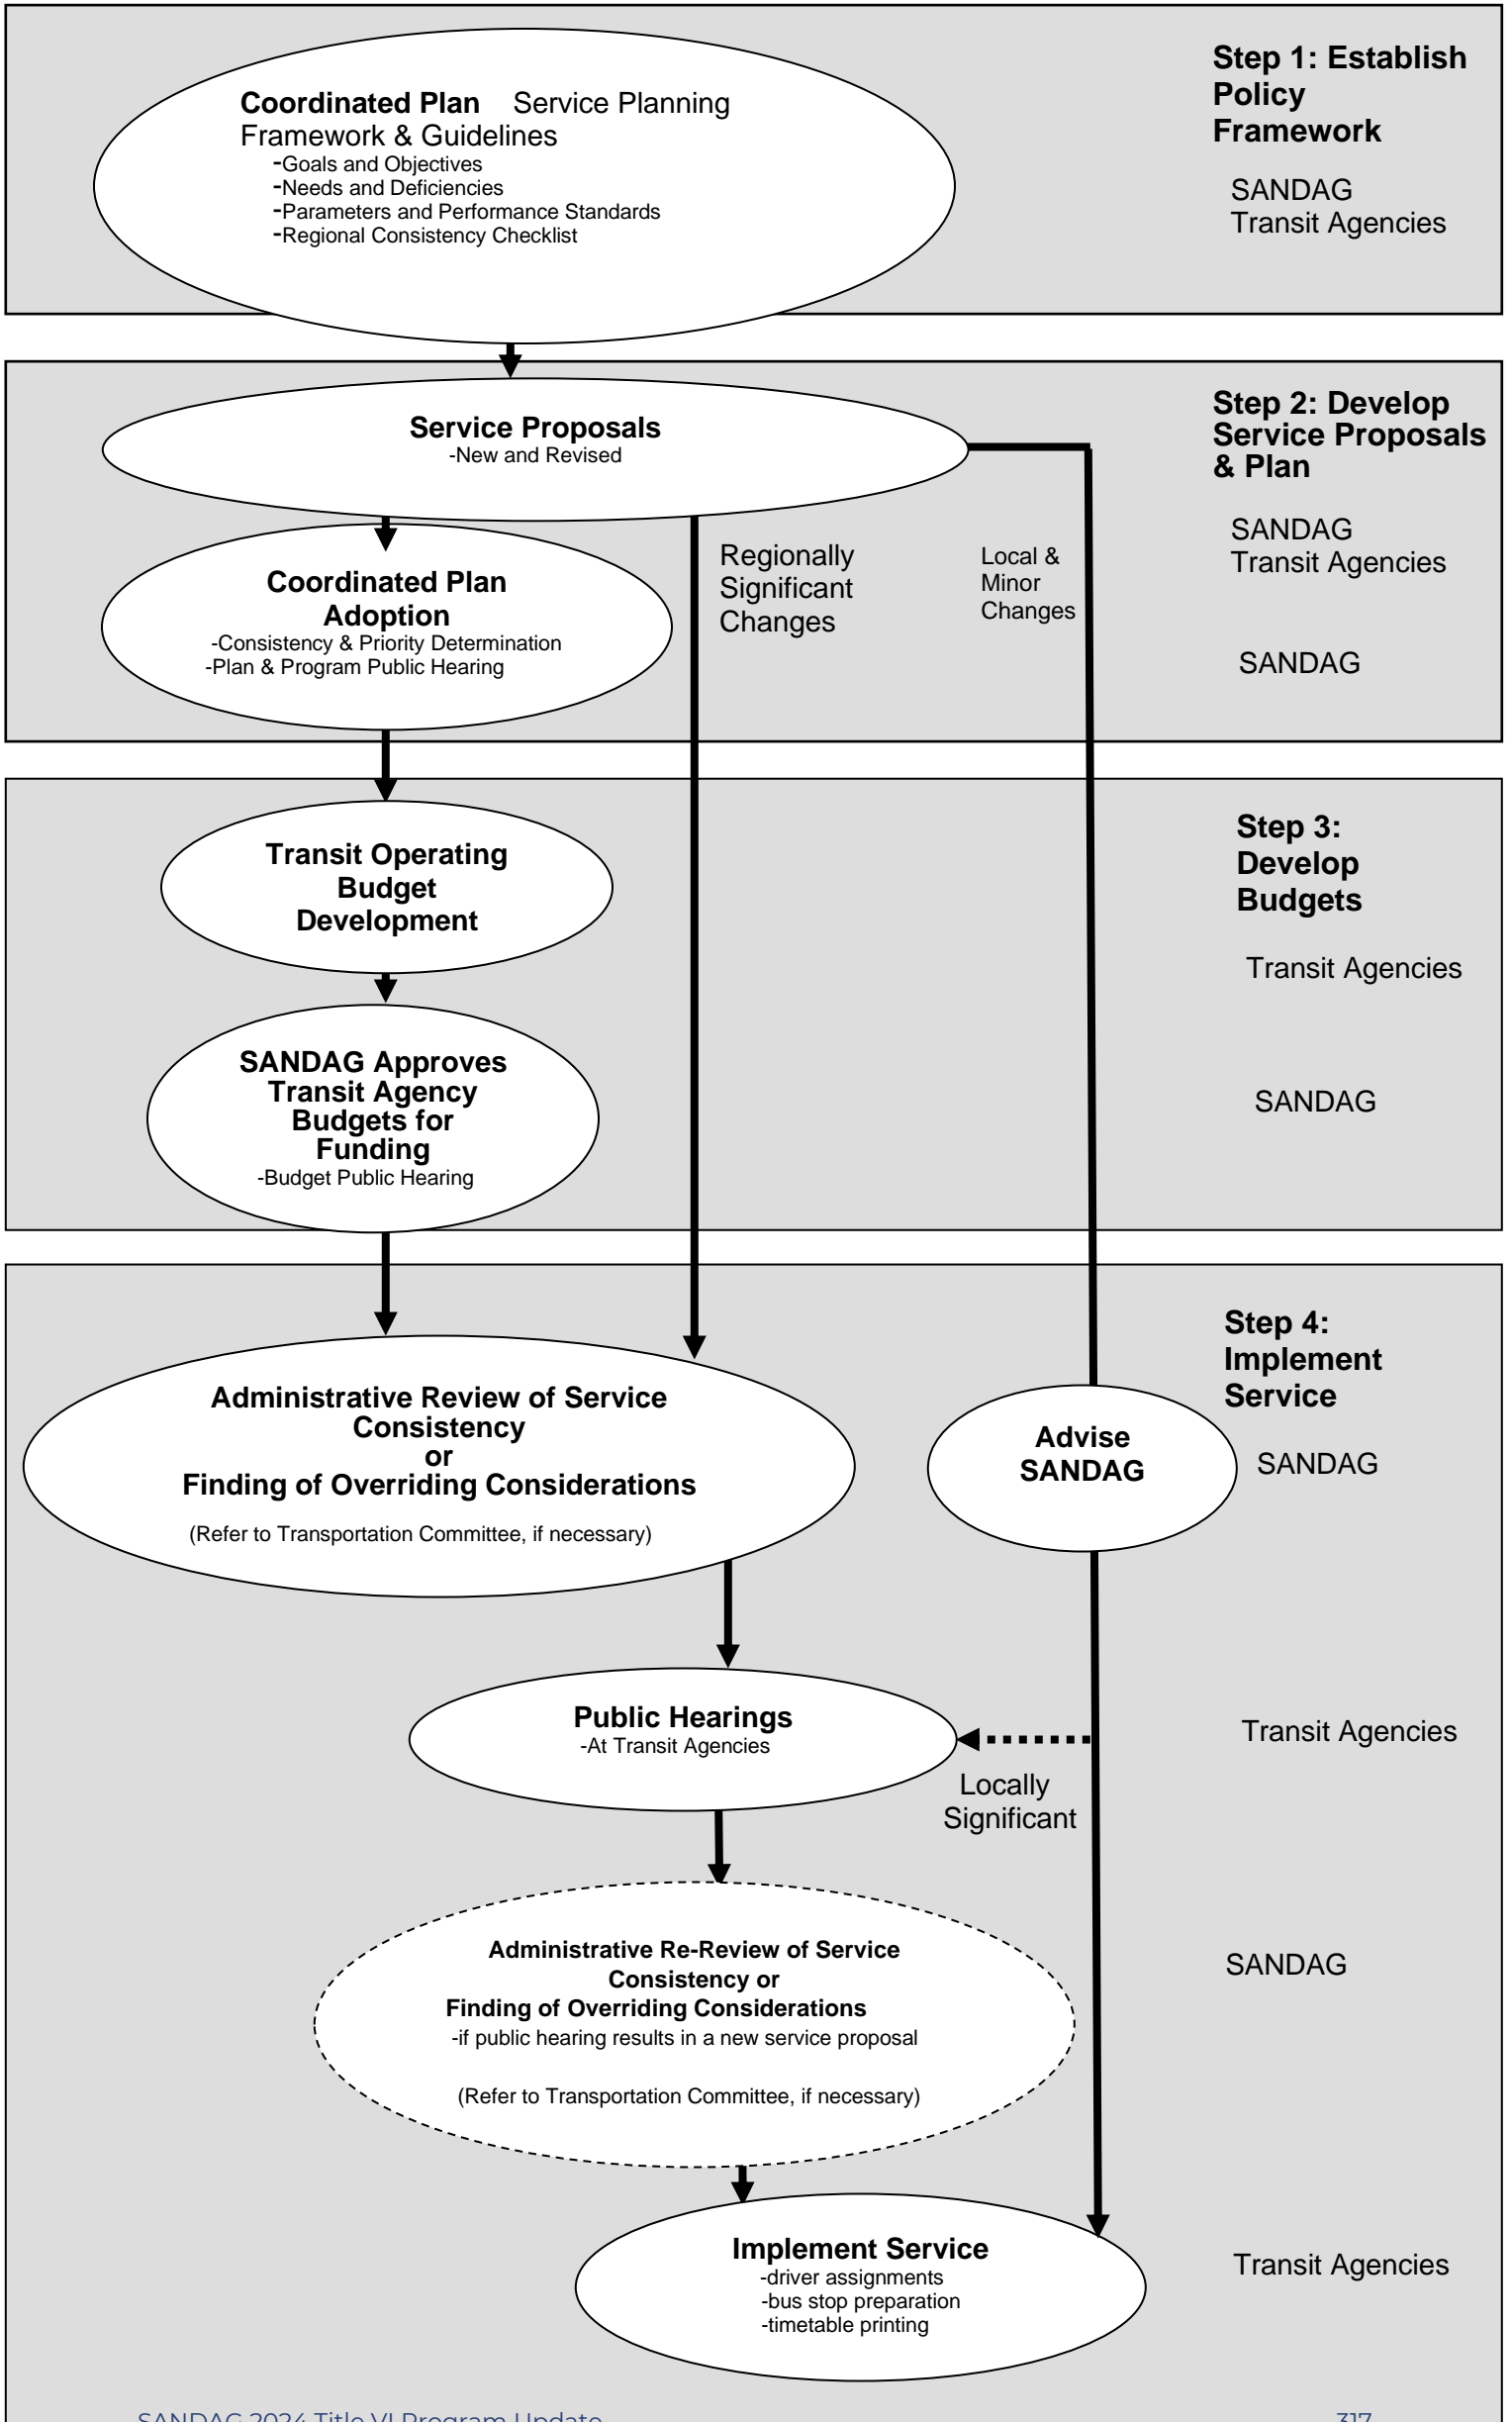 Coordinated Plan Service Planning
Framework & Guidelines
-Goals and Objectives
-Needs and Deficiencies
-Parameters and Performance Standards
-Regional Consistency Checklist
Step 1: Establish
Policy
Framework
SANDAG
Transit Agencies
Service Proposals
-New and Revised
Step 2: Develop
Service Proposals
& Plan
SANDAG
Transit Agencies
Coordinated Plan
Adoption
-Consistency & Priority Determination
-Plan & Program Public Hearing
Regionally
Significant
Changes
Local &
Minor
Changes
SANDAG
Transit Operating
Budget
Development
Step 3:
Develop
Budgets
Transit Agencies
SANDAG Approves
Transit Agency
Budgets for
Funding
-Budget Public Hearing
SANDAG
Step 4:
Implement
Service
Administrative Review of Service
Consistency
or
Finding of Overriding Considerations
(Refer to Transportation Committee, if necessary)
Advise
SANDAG
SANDAG
Public Hearings
-At Transit Agencies
Locally
Significant
Transit Agencies
Administrative Re-Review of Service
Consistency or
Finding of Overriding Considerations
-if public hearing results in a new service proposal
(Refer to Transportation Committee, if necessary)
SANDAG
Implement Service
-driver assignments
-bus stop preparation
-timetable printing
Transit Agencies
SANDAG 2024 Title VI Program Update
317